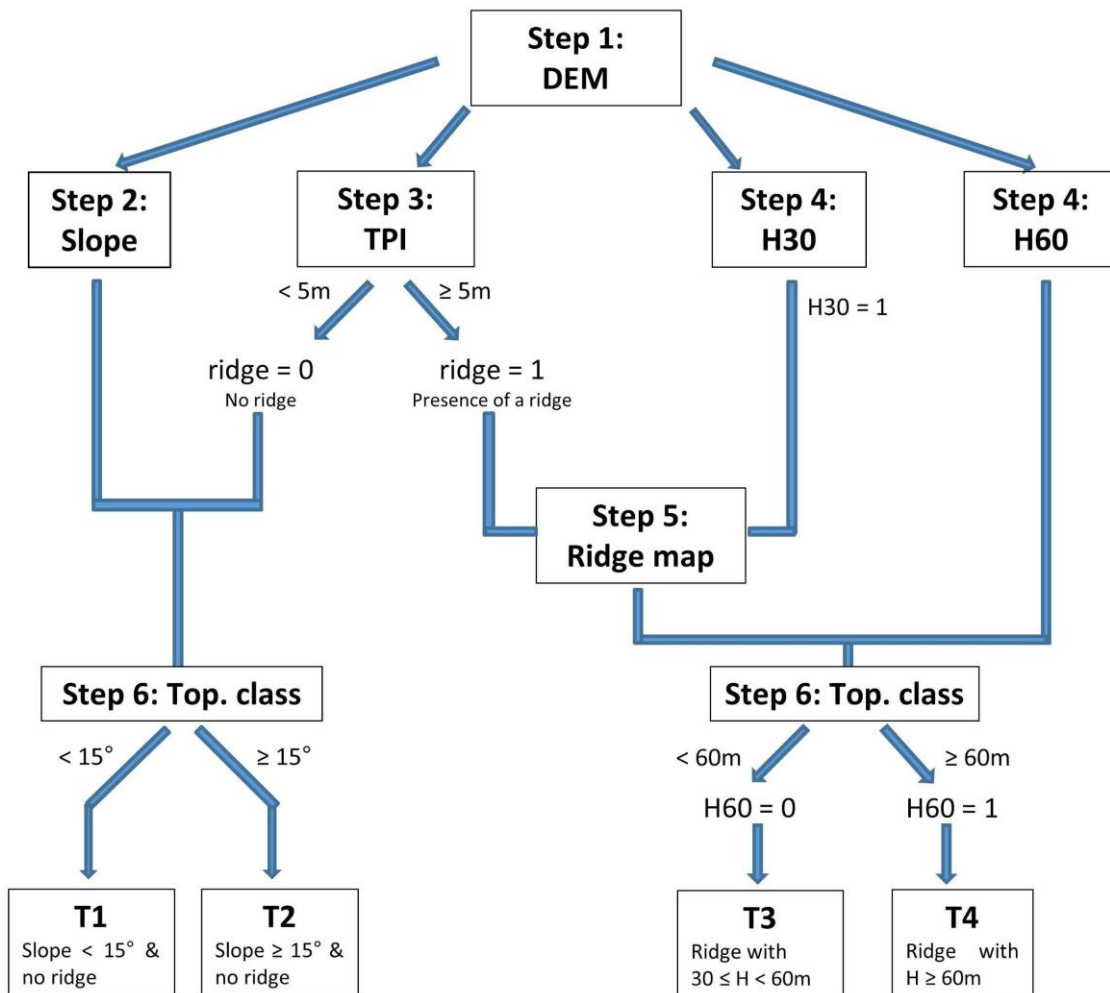 Step 1:
DEM
Step 2:
Slope
Step 3:
TPI
Step 4:
H30
Step 4:
H60
< 5m
≥ 5m
H30 = 1
ridge = 0
No ridge
ridge = 1
Presence of a ridge
Step 5:
Ridge map
Step 6: Top. class
Step 6: Top. class
< 15°
≥ 15°
< 60m
≥ 60m
H60 = 0
H60 = 1
T1
Slope < 15° &
no ridge
T2
Slope ≥ 15° &
no ridge
T3
Ridge with
30 ≤ H < 60m
T4
Ridge with
H ≥ 60m